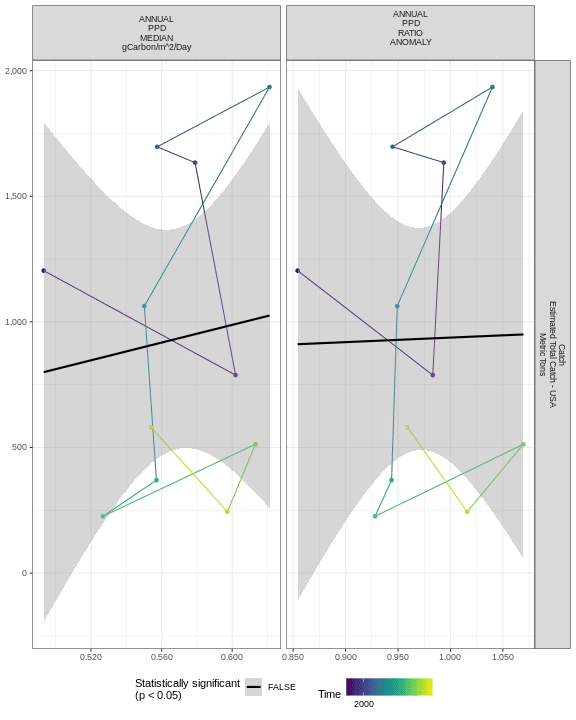 ANNUAL
PPD
MEDIAN
gCarbon/m^2/Day
ANNUAL
PPD
RATIO
ANOMALY
2,000
1,500
1,000
500
0
Catch
Estimated Total Catch - USA
Metric Tons
0.520
0.560
0.600
0.850
0.900
0.950
1.000
1.050
Statistically significant
(p < 0.05)
FALSE
Time
2000